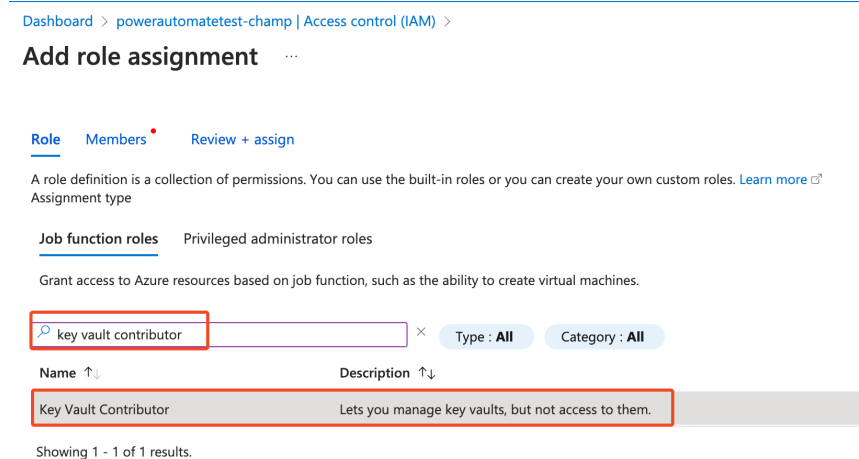 Dashboard > powerautomatetest-champ | Access control (IAM) >
Add role assignment ...
Role Members Review + assign
A role definition is a collection of permissions. You can use the built-in roles or you can create your own custom roles. Learn more
Assignment type
Job function roles Privileged administrator roles
Grant access to Azure resources based on job function, such as the ability to create virtual machines.
key vault contributor × Type : All Category : All
Name ↑↓ Description ↑↓
Key Vault Contributor Lets you manage key vaults, but not access to them.
Showing 1 - 1 of 1 results.